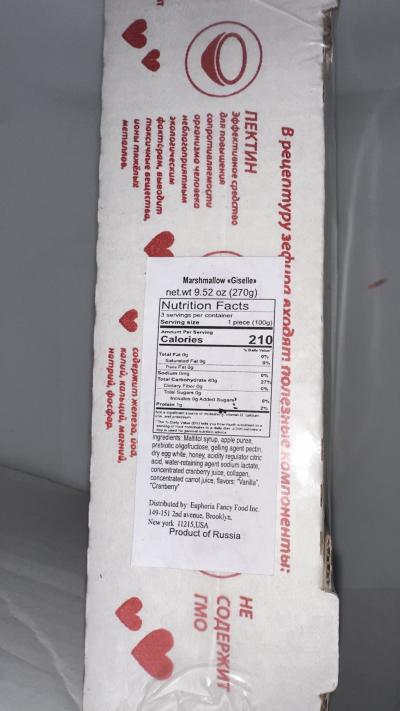 В рецептуру зефира входят полезные компоненты:
ПЕКТИН
Эффективное средство
для повышения
сопротивляемости
организма человека
неблагоприятным
экологическим
факторам, выводит
токсичные вещества,
ионы тяжёлых
металлов.
содержит железо, йод,
калий, кальций, магний,
натрий, фосфор.
НЕ
СОДЕРЖИТ
ГМО
Marshmallow «Giselle»
net.wt 9.52 oz (270g)
Nutrition Facts
3 servings per container
Serving size 1 piece (100g)
Amount Per Serving
Calories 210
% Daily Value*
Total Fat 0g 0%
Saturated Fat 0g 0%
Trans Fat 0g
Sodium 0mg 0%
Total Carbohydrate 63g 27%
Dietary Fiber 0g 0%
Total Sugars 0g
Includes 0g Added Sugars 0%
Protein 1g 2%
Ingredients: Maltitol syrup, apple puree,
prebiotic oligofructose, gelling agent pectin,
dry egg white, honey, acidity regulator citric
acid, water-retaining agent sodium lactate,
concentrated cranberry juice, collagen,
concentrated carrot juice, flavors: "Vanilla",
"Cranberry"
Distributed by: Euphoria Fancy Food Inc.
149-151 2nd avenue, Brooklyn,
New york 11215,USA
Product of Russia